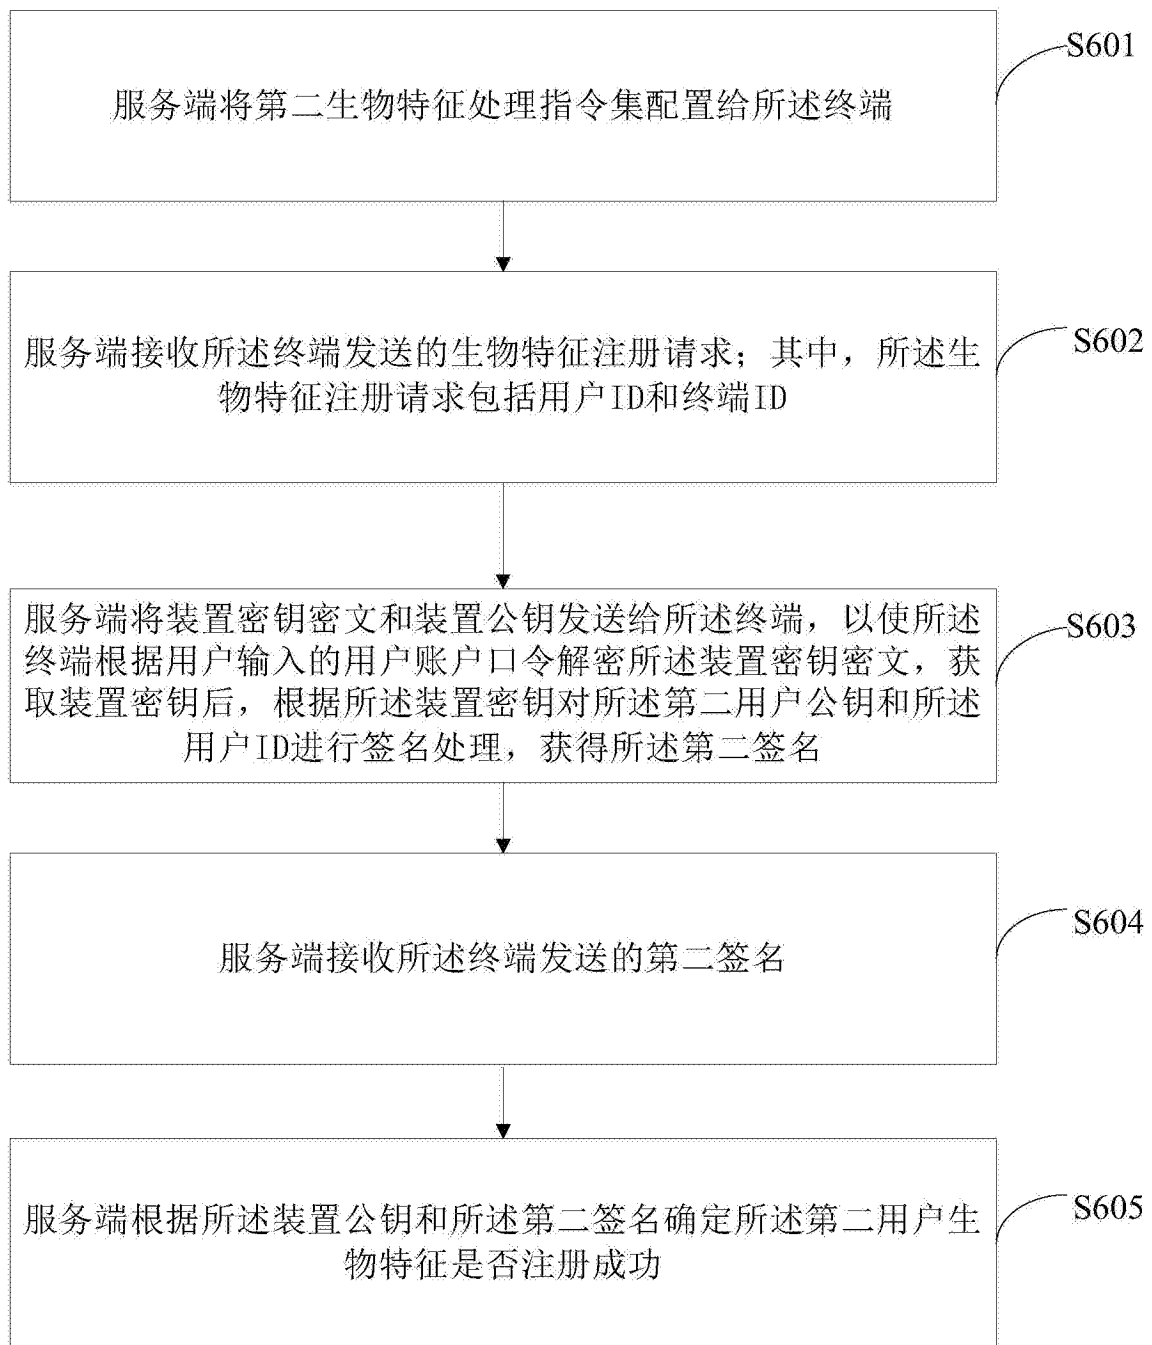 服务端将第二生物特征处理指令集配置给所述终端
S601
服务端接收所述终端发送的生物特征注册请求；其中，所述生
物特征注册请求包括用户ID和终端ID
S602
服务端将装置密钥密文和装置公钥发送给所述终端，以使所述
终端根据用户输入的用户账户口令解密所述装置密钥密文，获
取装置密钥后，根据所述装置密钥对所述第二用户公钥和所述
用户ID进行签名处理，获得所述第二签名
S603
服务端接收所述终端发送的第二签名
S604
服务端根据所述装置公钥和所述第二签名确定所述第二用户生
物特征是否注册成功
S605